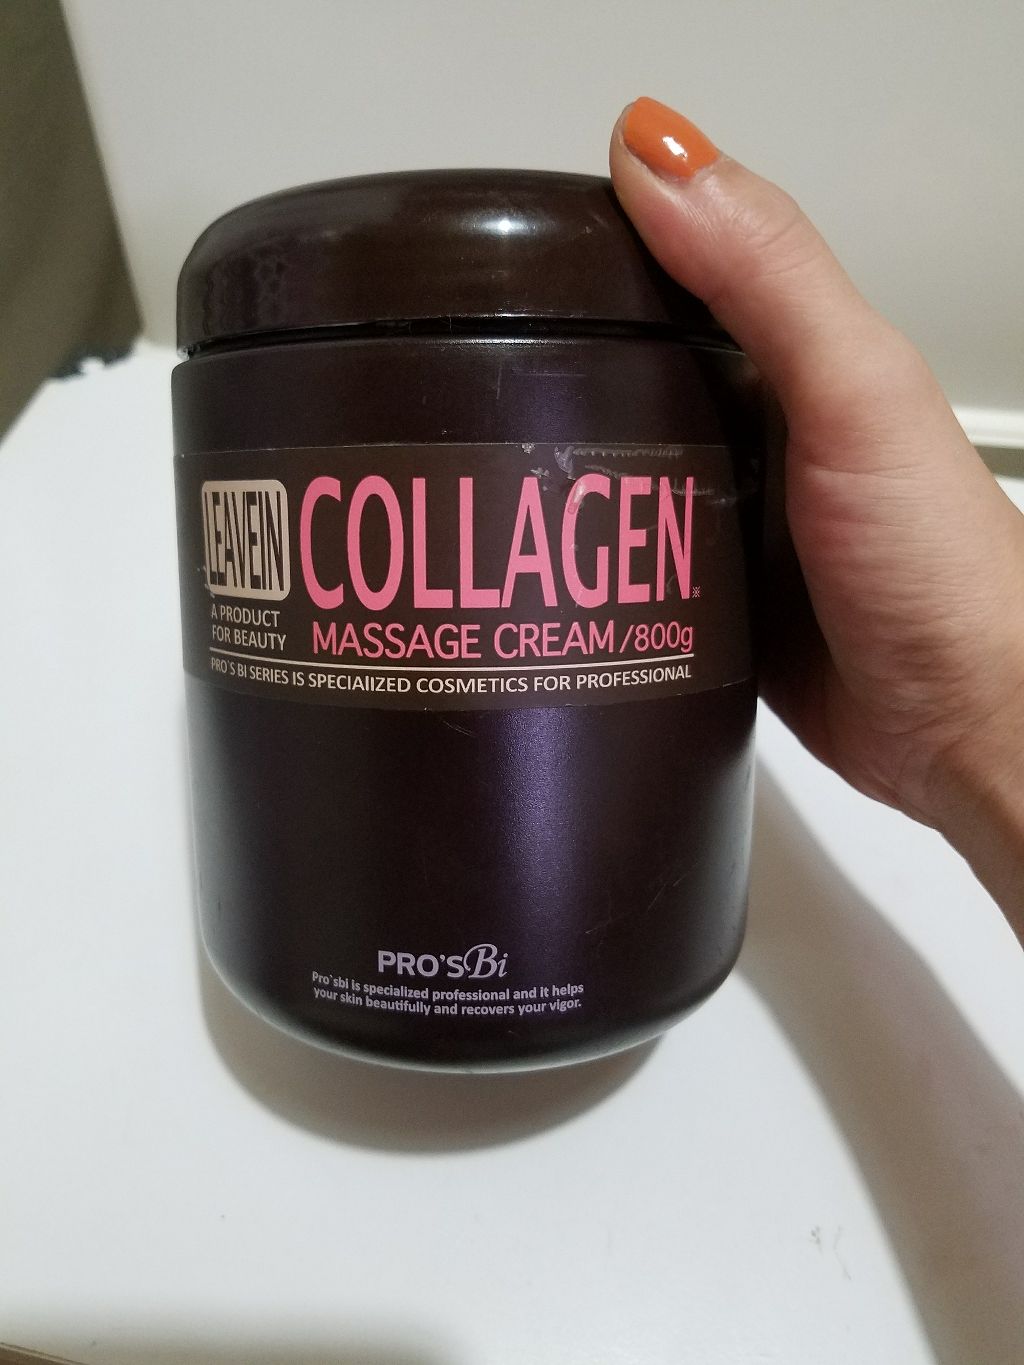 LEAVEIN
COLLAGEN※
A PRODUCT
FOR BEAUTY
MASSAGE CREAM/800g
PRO`S BI SERIES IS SPECIAlIZED COSMETICS FOR PROFESSIONAL
PRO'S Bi
Pro`sbi is specialized professional and it helps
your skin beautifully and recovers your vigor.